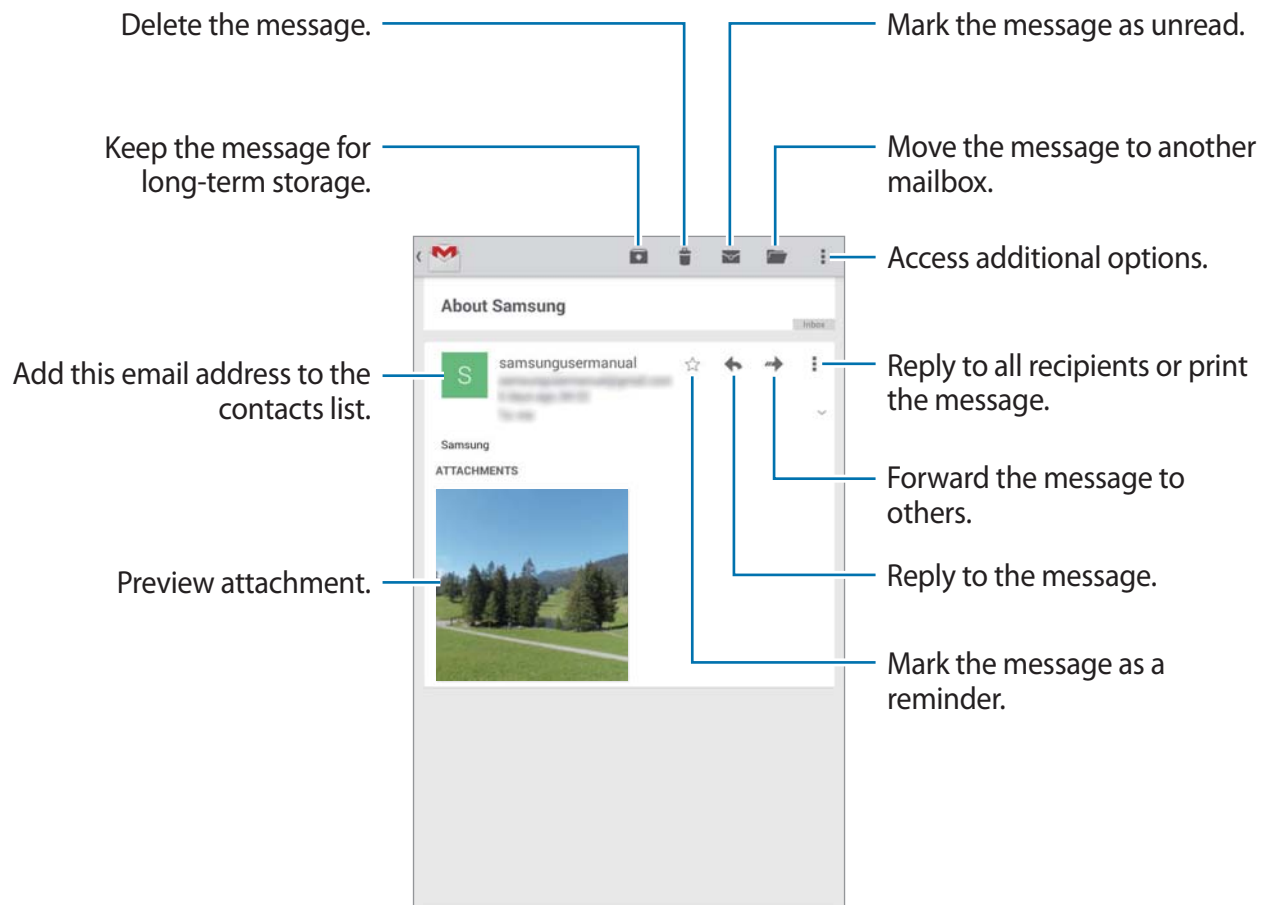 Delete the message.
Mark the message as unread.
Keep the message for
long-term storage.
Move the message to another
mailbox.
Access additional options.
About Samsung
Inbox
Add this email address to the
contacts list.
S
samsungusermanual
Reply to all recipients or print
the message.
Samsung
ATTACHMENTS
Forward the message to
others.
Preview attachment.
Reply to the message.
Mark the message as a
reminder.